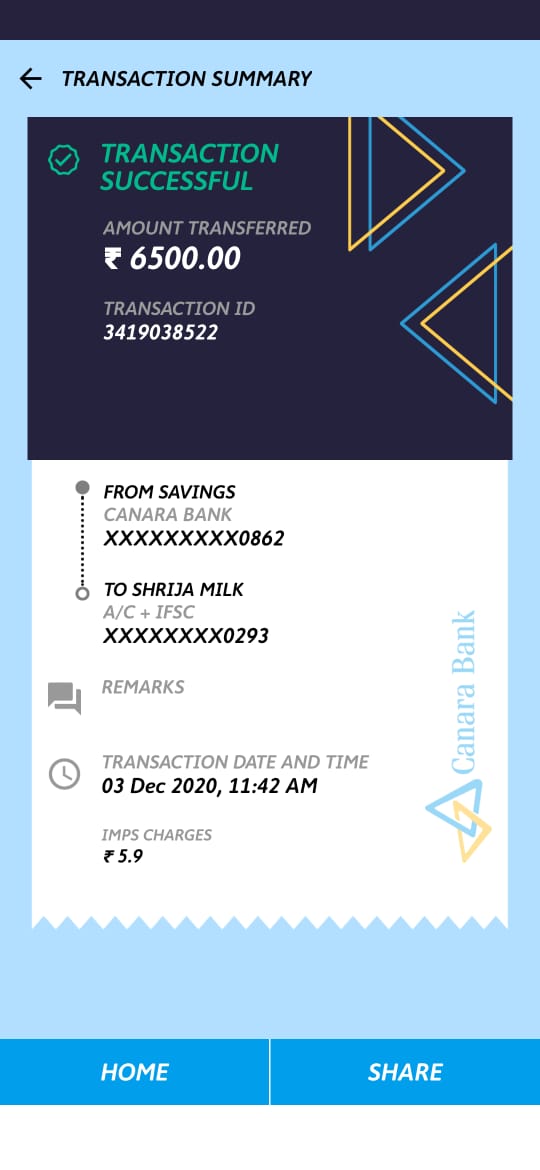 TRANSACTION SUMMARY
TRANSACTION
SUCCESSFUL
AMOUNT TRANSFERRED
₹ 6500.00
TRANSACTION ID
3419038522
FROM SAVINGS
CANARA BANK
XXXXXXXXX0862
TO SHRIJA MILK
A/C + IFSC
XXXXXXXX0293
REMARKS
TRANSACTION DATE AND TIME
03 Dec 2020, 11:42 AM
IMPS CHARGES
₹ 5.9
Canara Bank
HOME
SHARE